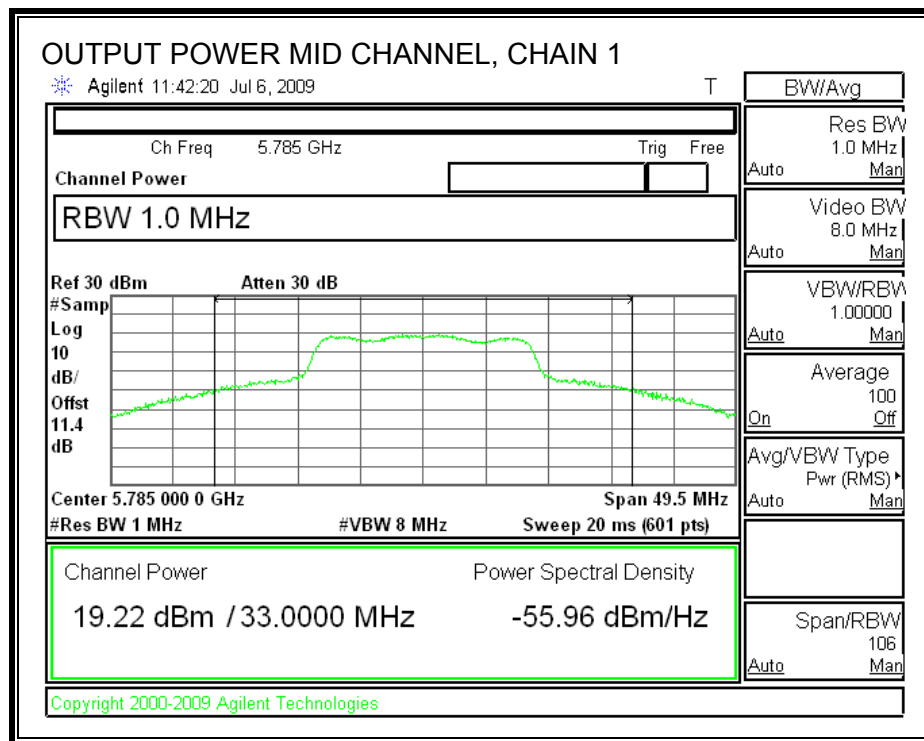 OUTPUT POWER MID CHANNEL, CHAIN 1
Agilent 11:42:20 Jul 6, 2009 T
Ch Freq 5.785 GHz Trig Free
Channel Power
RBW 1.0 MHz
Ref 30 dBm Atten 30 dB
#Samp
Log
10
dB/
Offst
11.4
dB
Center 5.785 000 0 GHz Span 49.5 MHz
#Res BW 1 MHz #VBW 8 MHz Sweep 20 ms (601 pts)
Channel Power Power Spectral Density
19.22 dBm / 33.0000 MHz -55.96 dBm/Hz
Copyright 2000-2009 Agilent Technologies
BW/Avg
Res BW
1.0 MHz
Auto Man
Video BW
8.0 MHz
Auto Man
VBW/RBW
1.00000
Auto Man
Average
100
On Off
Avg/VBW Type
Pwr (RMS)
Auto Man
Span/RBW
106
Auto Man